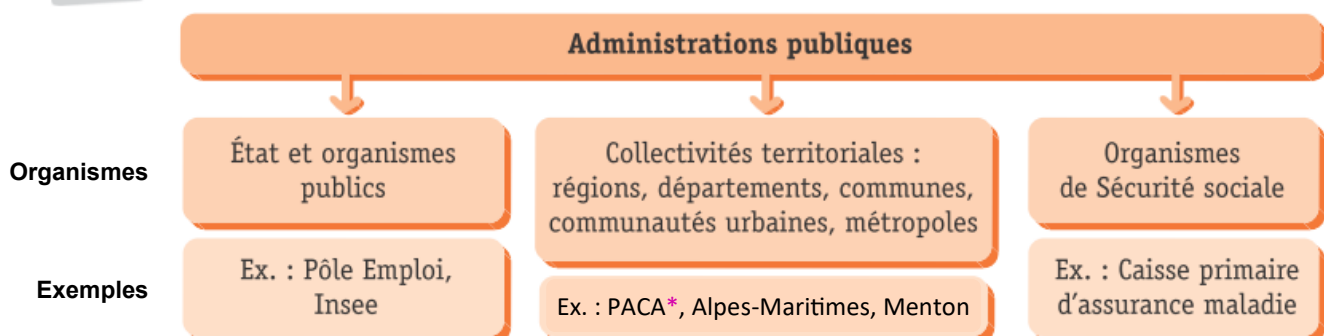 Administrations publiques
Organismes
État et organismes
publics
Collectivités territoriales :
régions, départements, communes,
communautés urbaines, métropoles
Organismes
de Sécurité sociale
Exemples
Ex. : Pôle Emploi,
Insee
Ex. : PACA*, Alpes-Maritimes, Menton
Ex. : Caisse primaire
d’assurance maladie